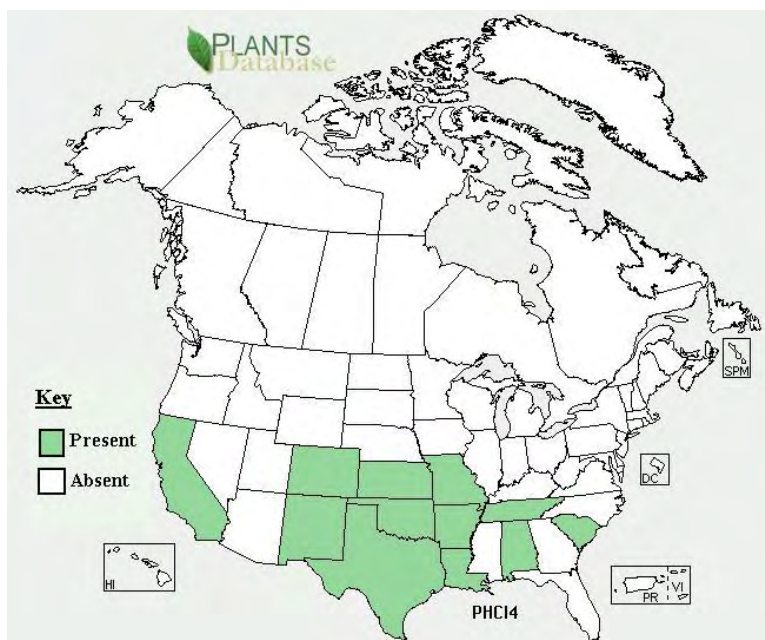 PLANTS
Database
SPM
Key
Present
Absent
DC
HI
PR
VI
PHCI4